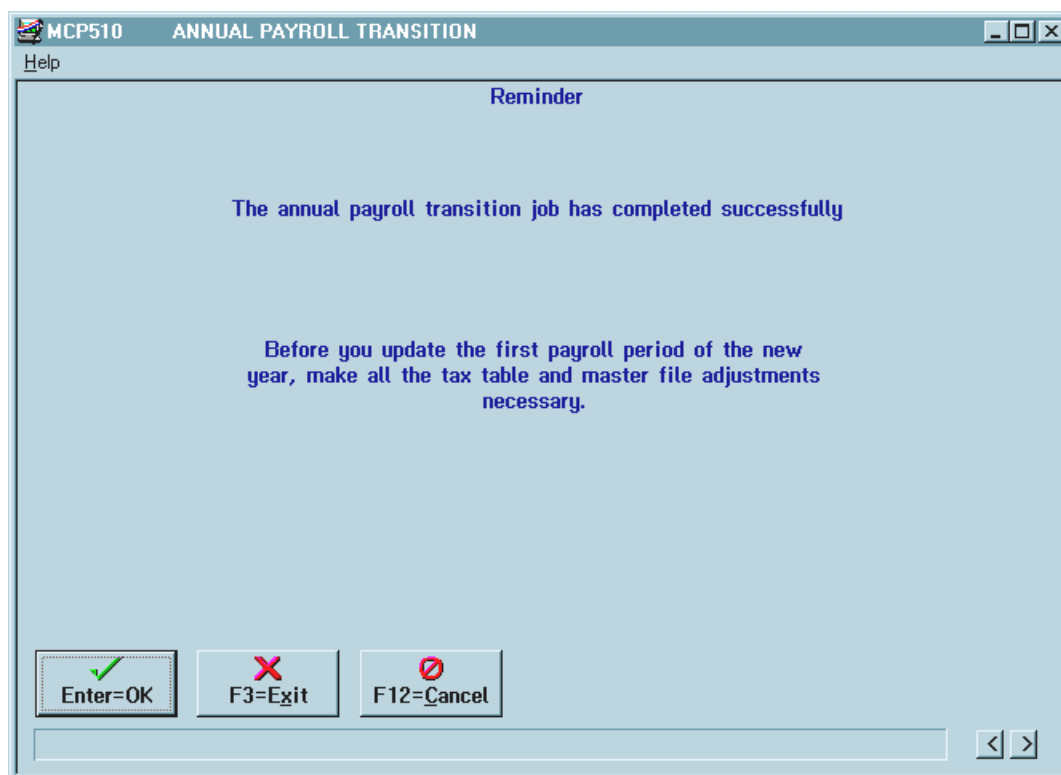 MCP510 ANNUAL PAYROLL TRANSITION
Help
Reminder
The annual payroll transition job has completed successfully
Before you update the first payroll period of the new
year, make all the tax table and master file adjustments
necessary.
Enter=OK F3=Exit F12=Cancel